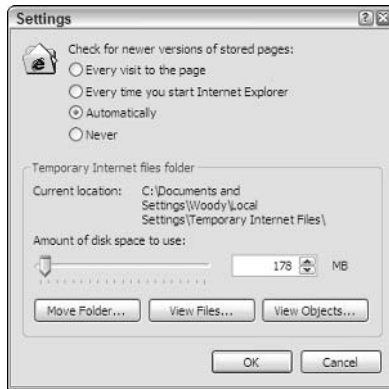 Settings
Check for newer versions of stored pages:
Every visit to the page
Every time you start Internet Explorer
Automatically
Never
Temporary Internet files folder
Current location: C:\Documents and
Settings\Woody\Local
Settings\Temporary Internet Files\
Amount of disk space to use:
178 MB
Move Folder... View Files... View Objects...
OK Cancel